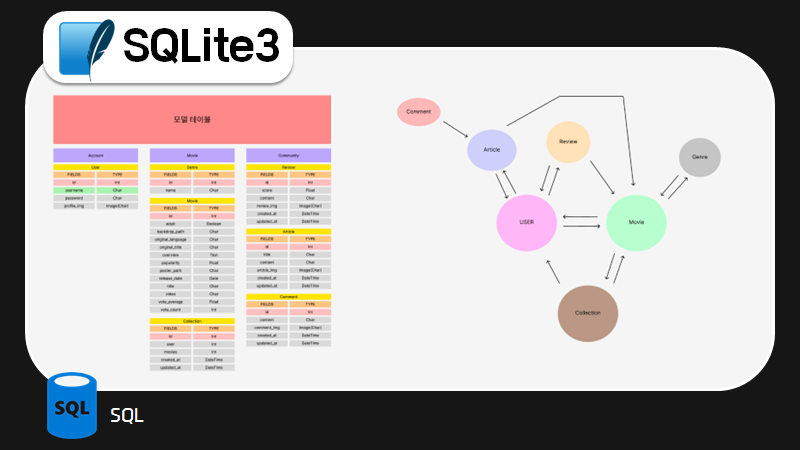 SQLite3
모델 테이블
Account
User
FIELDS TYPE
id Int
username Char
password Char
profile_img Image(Char)
Movie
Genre
FIELDS TYPE
id Int
name Char
Movie
FIELDS TYPE
id Int
adult Boolean
backdrop_path Char
original_language Char
original_title Char
overview Text
popularity Float
poster_path Char
release_date Date
title Char
video Char
vote_average Float
vote_count Int
Collection
FIELDS TYPE
id Int
user Int
movies Int
created_at DateTime
updated_at DateTime
Community
Review
FIELDS TYPE
id Int
score Float
content Char
review_img Image(Char)
created_at DateTime
updated_at DateTime
Article
FIELDS TYPE
id Int
title Char
content Char
article_img Image(Char)
created_at DateTime
updated_at DateTime
Comment
FIELDS TYPE
id Int
content Char
comment_img Image(Char)
created_at DateTime
updated_at DateTime
Comment
Article
Review
Genre
USER
Movie
Collection
SQL
SQL